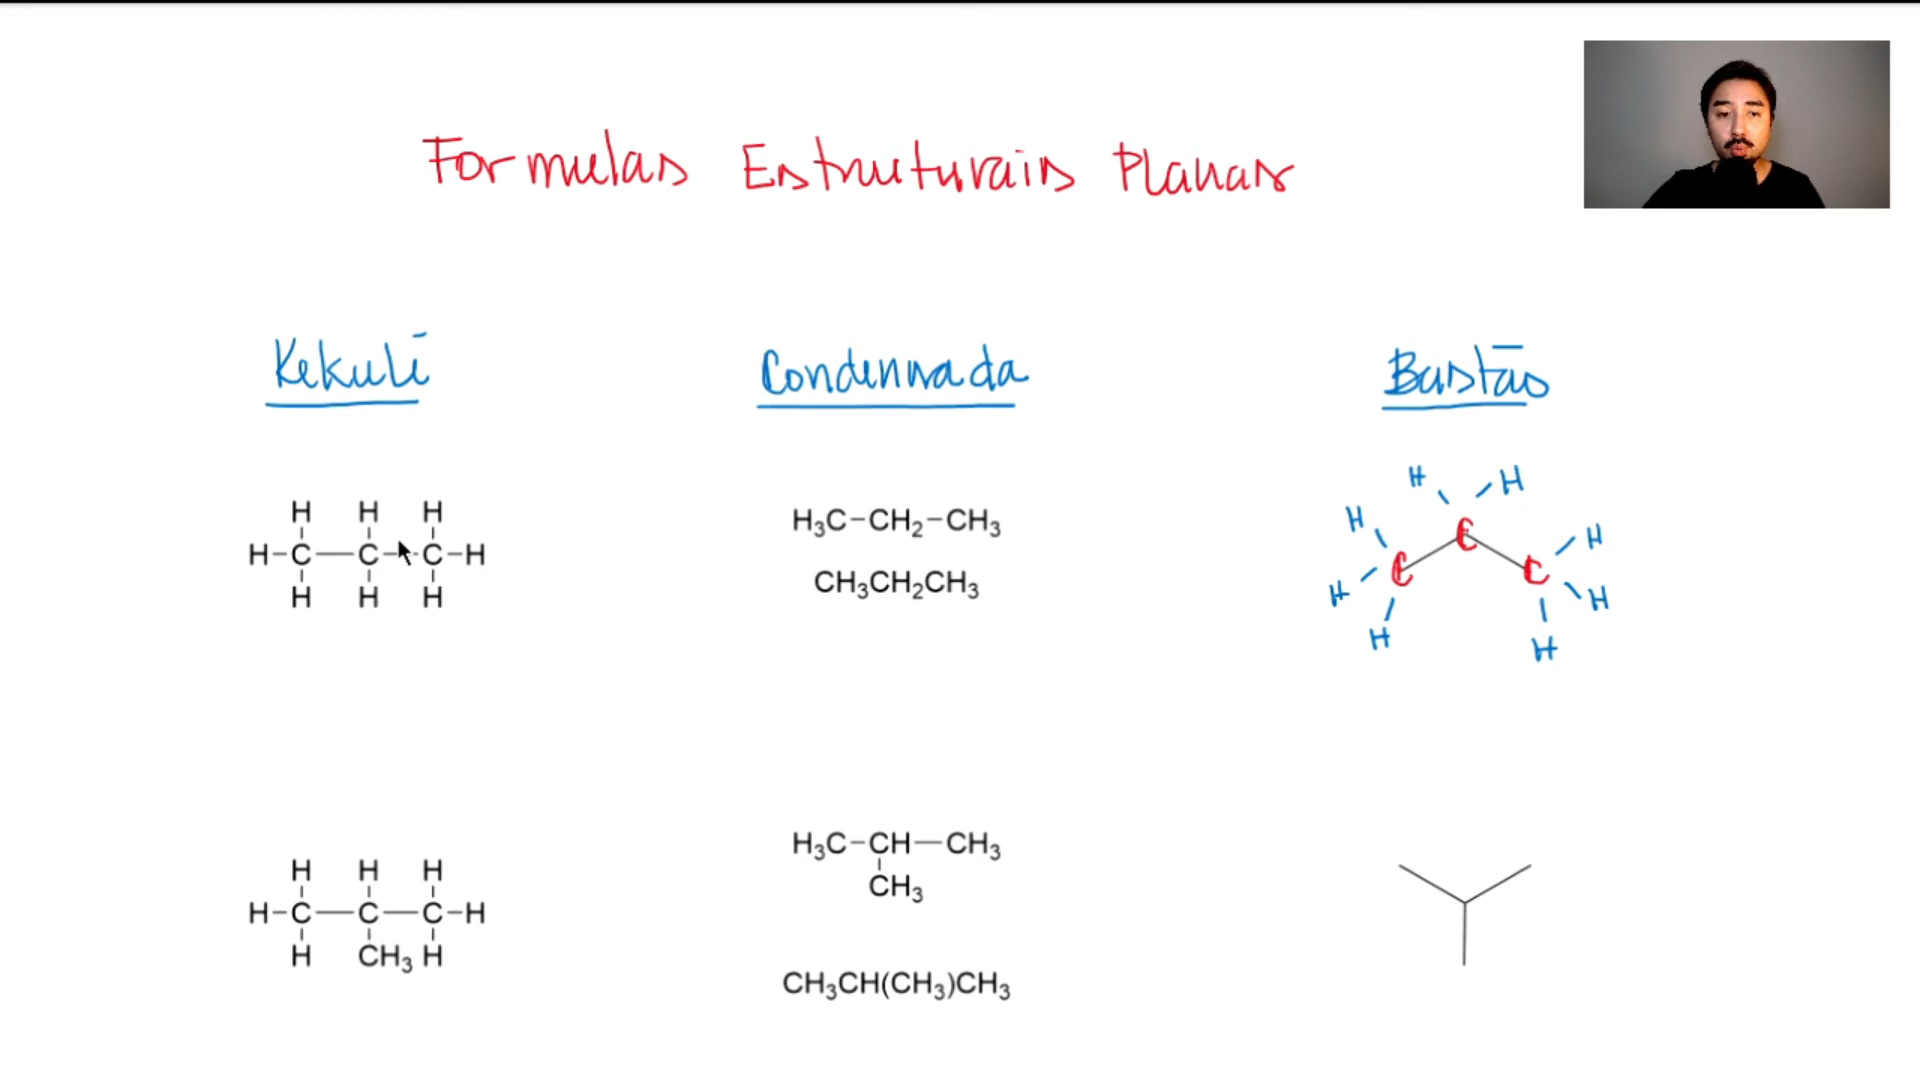 Formulas Estruturais Planas
Kekulé
Condensada
Bastão
H H H
H-C—C—C-H
H H H
H₃C-CH₂-CH₃
CH₃CH₂CH₃
H H
H C H
H C C H
H H
H H H
H-C—C—C-H
H CH₃ H
H₃C-CH—CH₃
CH₃
CH₃CH(CH₃)CH₃